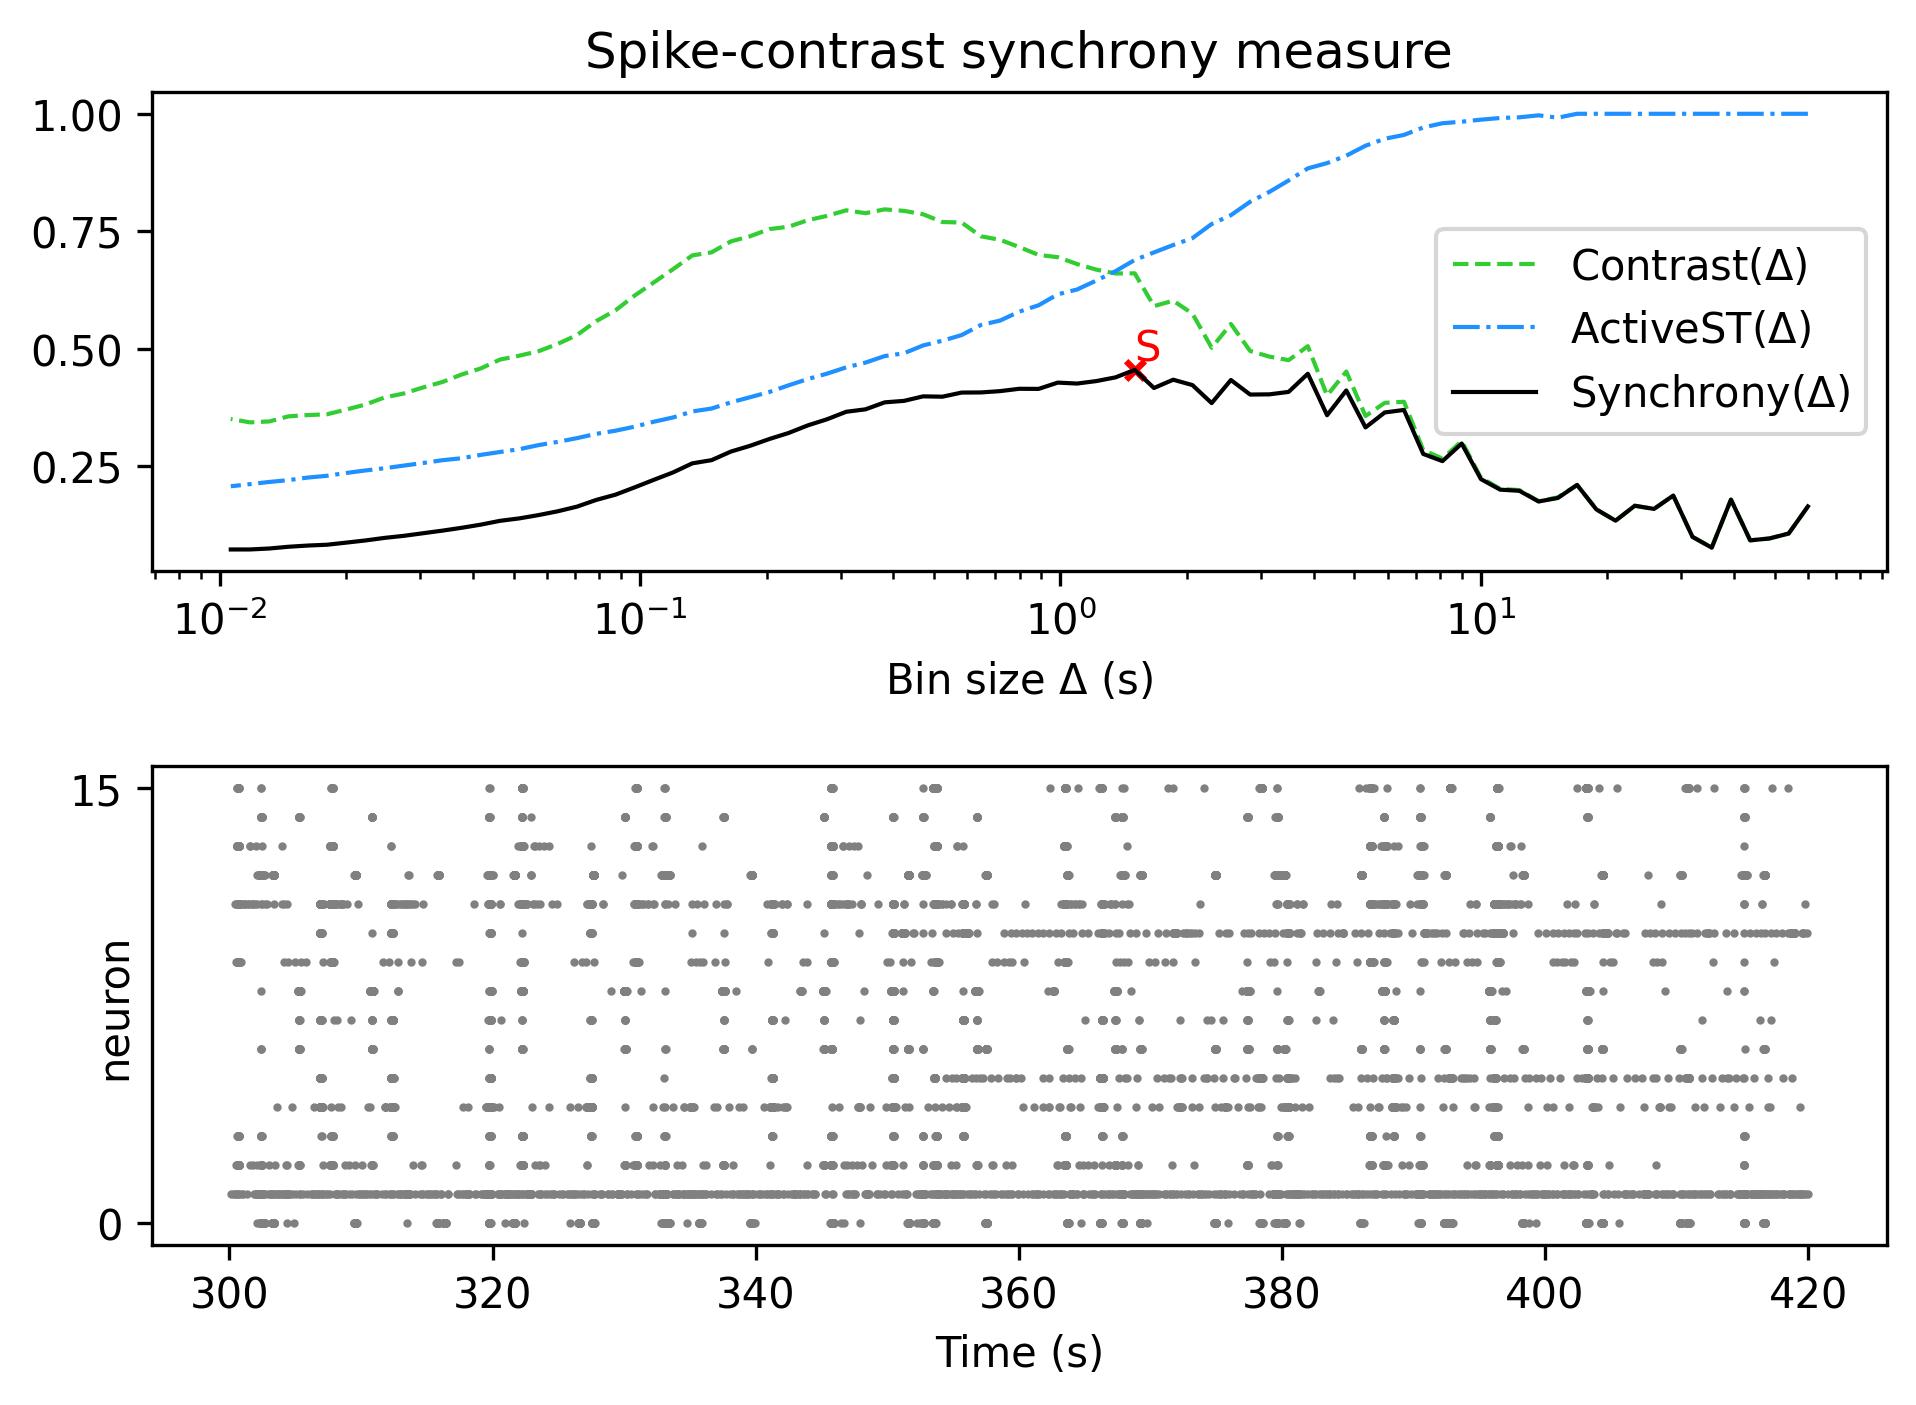 Spike-contrast synchrony measure
1.00
0.75
0.50
0.25
S
Contrast(Δ)
ActiveST(Δ)
Synchrony(Δ)
10⁻² 10⁻¹ 10⁰ 10¹
Bin size Δ (s)
15
neuron
0
300 320 340 360 380 400 420
Time (s)